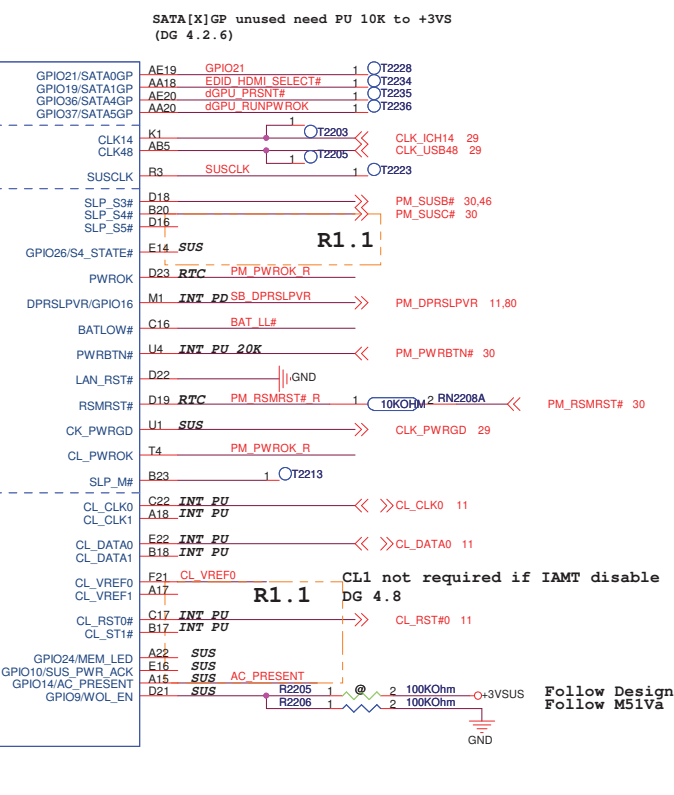 SATA[X]GP unused need PU 10K to +3VS
(DG 4.2.6)
GPIO21/SATA0GP AE19 GPIO21 1 T2228
GPIO19/SATA1GP AA18 EDID_HDMI_SELECT# 1 T2234
GPIO36/SATA4GP AE20 dGPU_PRSNT# 1 T2235
GPIO37/SATA5GP AA20 dGPU_RUNPWROK 1 T2236
1 T2203
CLK14 K1 CLK_ICH14 29
CLK48 AB5 CLK_USB48 29
1 T2205
SUSCLK R3 SUSCLK 1 T2223
SLP_S3# D18 PM_SUSB# 30,46
SLP_S4# B20 PM_SUSC# 30
SLP_S5# D16
R1.1
GPIO26/S4_STATE# E14 SUS
PWROK D23 RTC PM_PWROK_R
DPRSLPVR/GPIO16 M1 INT PD SB_DPRSLPVR PM_DPRSLPVR 11,80
BATLOW# C16 BAT_LL#
PWRBTN# U4 INT PU 20K PM_PWRBTN# 30
LAN_RST# D22 GND
RSMRST# D19 RTC PM_RSMRST#_R 1 10KOHM 2 RN2208A PM_RSMRST# 30
CK_PWRGD U1 SUS CLK_PWRGD 29
CL_PWROK T4 PM_PWROK_R
SLP_M# B23 1 T2213
CL_CLK0 C22 INT PU CL_CLK0 11
CL_CLK1 A18 INT PU
CL_DATA0 E22 INT PU CL_DATA0 11
CL_DATA1 B18 INT PU
CL_VREF0 F21 CL_VREF0 CL1 not required if IAMT disable
CL_VREF1 A17 R1.1 DG 4.8
CL_RST0# C17 INT PU CL_RST#0 11
CL_ST1# B17 INT PU
GPIO24/MEM_LED A22 SUS
GPIO10/SUS_PWR_ACK E16 SUS
GPIO14/AC_PRESENT A15 SUS AC_PRESENT
GPIO9/WOL_EN D21 SUS R2205 1 @ 2 100KOhm +3VSUS Follow Design
R2206 1 2 100KOhm Follow M51Va
GND